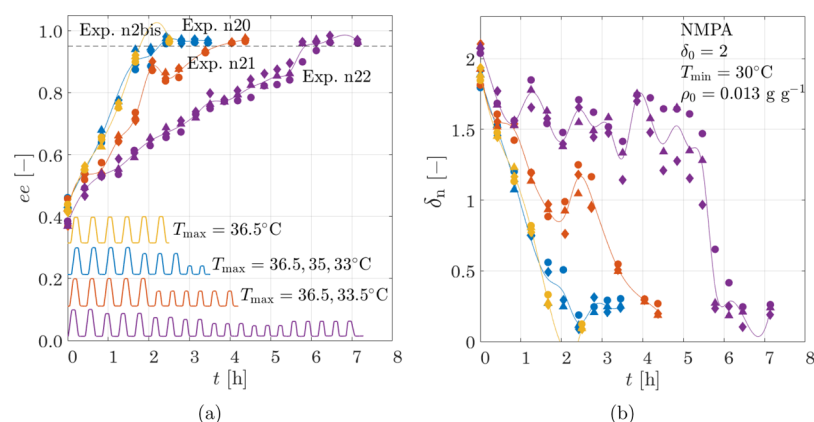 Exp. n2bis
Exp. n20
Exp. n21
Exp. n22
1.0
0.8
0.6
0.4
0.2
0.0
ee [−]
T_max = 36.5°C
T_max = 36.5, 35, 33°C
T_max = 36.5, 33.5°C
0 1 2 3 4 5 6 7 8
t [h]
(a)
NMPA
δ_0 = 2
T_min = 30°C
ρ_0 = 0.013 g g⁻¹
2
1.5
1
0.5
0
δ_n [−]
0 1 2 3 4 5 6 7 8
t [h]
(b)